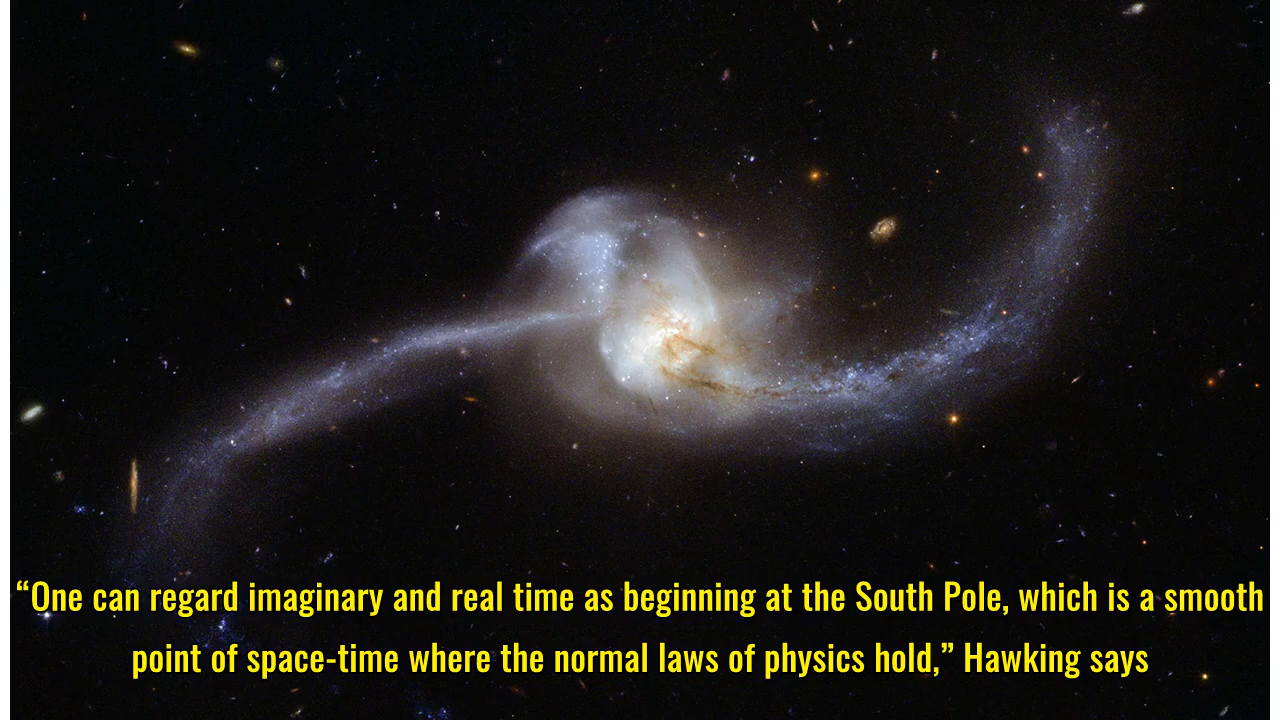 “One can regard imaginary and real time as beginning at the South Pole, which is a smooth
point of space-time where the normal laws of physics hold,” Hawking says